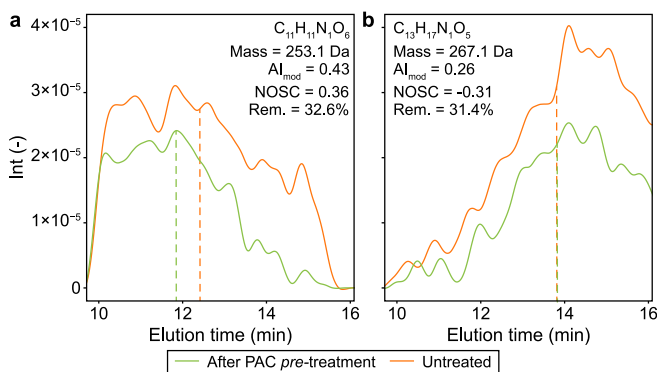 a
C₁₁H₁₁N₁O₆
Mass = 253.1 Da
AI_mod = 0.43
NOSC = 0.36
Rem. = 32.6%
b
C₁₃H₁₇N₁O₅
Mass = 267.1 Da
AI_mod = 0.26
NOSC = -0.31
Rem. = 31.4%
Int (-)
4×10⁻⁵
3×10⁻⁵
2×10⁻⁵
1×10⁻⁵
0
10 12 14 16
10 12 14 16
Elution time (min)
Elution time (min)
After PAC pre-treatment
Untreated